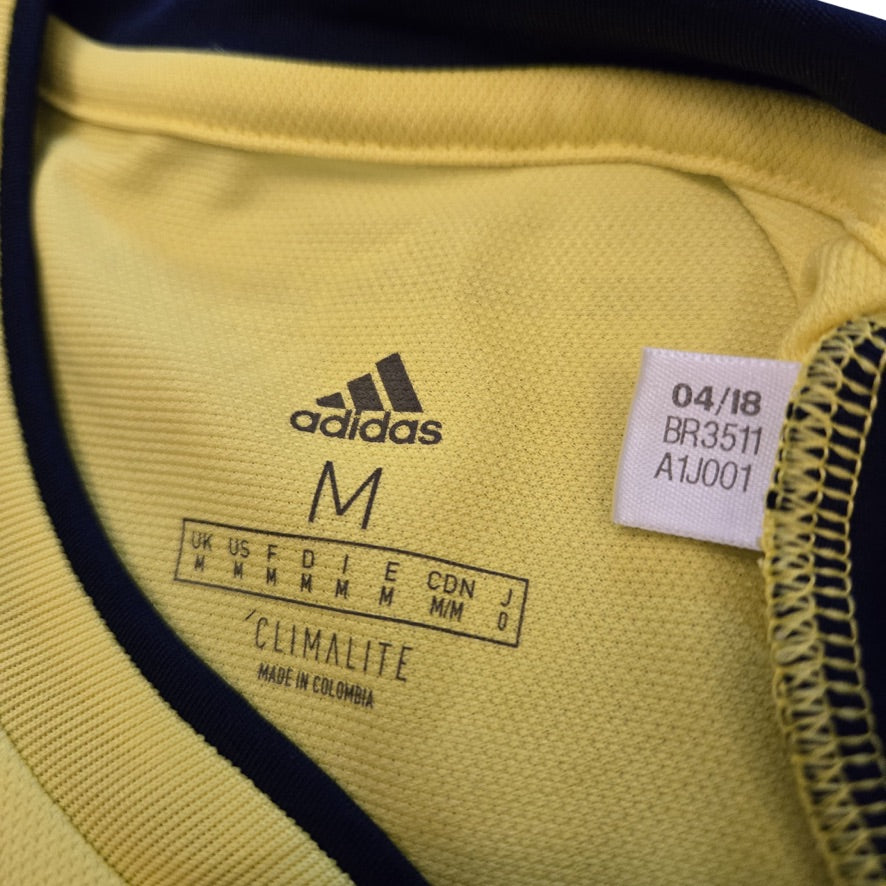 adidas
M
UK US F D I E CDN J
M M M M M M M/M O
CLIMALITE
MADE IN COLOMBIA
04/18
BR3511
A1J001